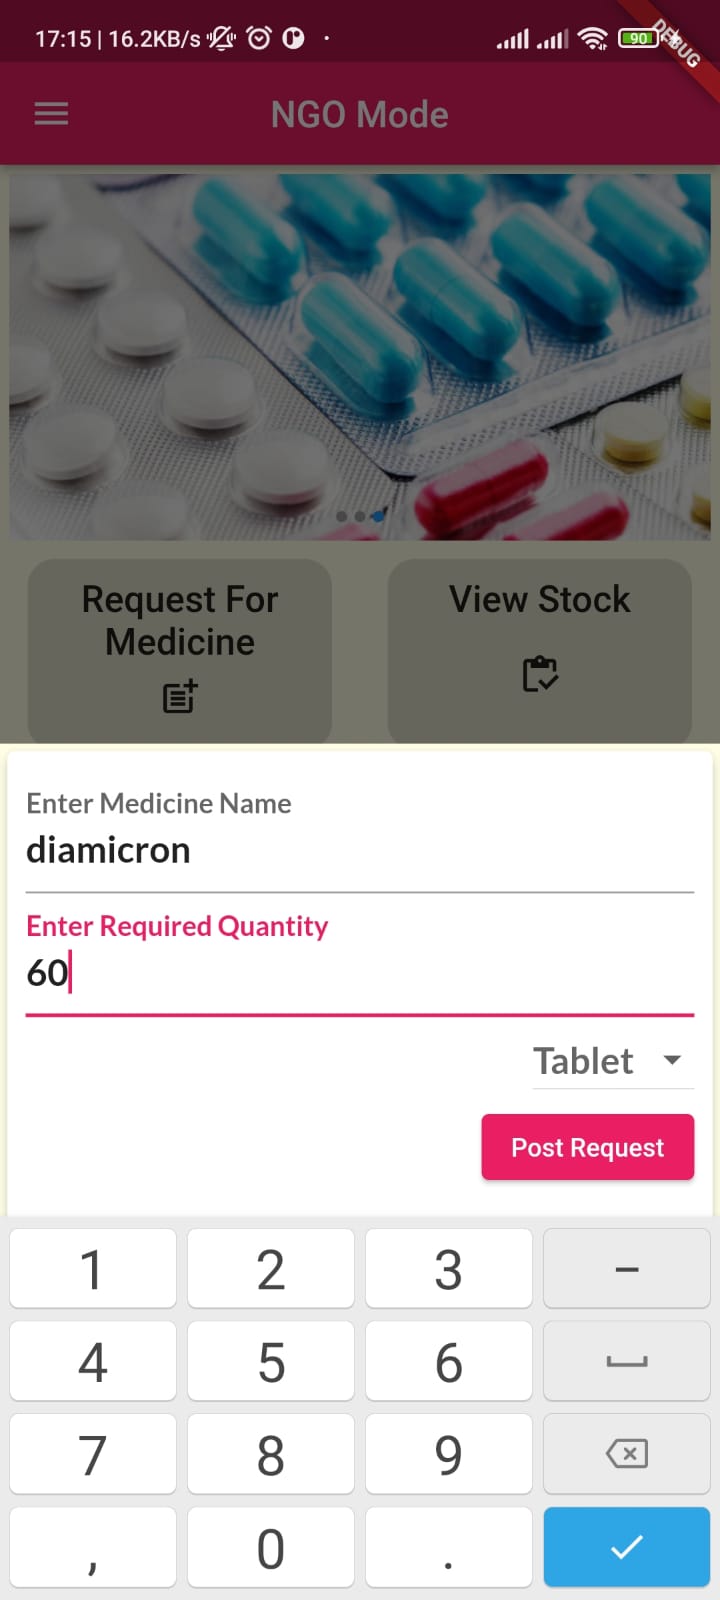 17:15 | 16.2KB/s
90
DEBUG
NGO Mode
Request For
Medicine
View Stock
Enter Medicine Name
diamicron
Enter Required Quantity
60
Tablet
Post Request
1 2 3 –
4 5 6
7 8 9
, 0 .